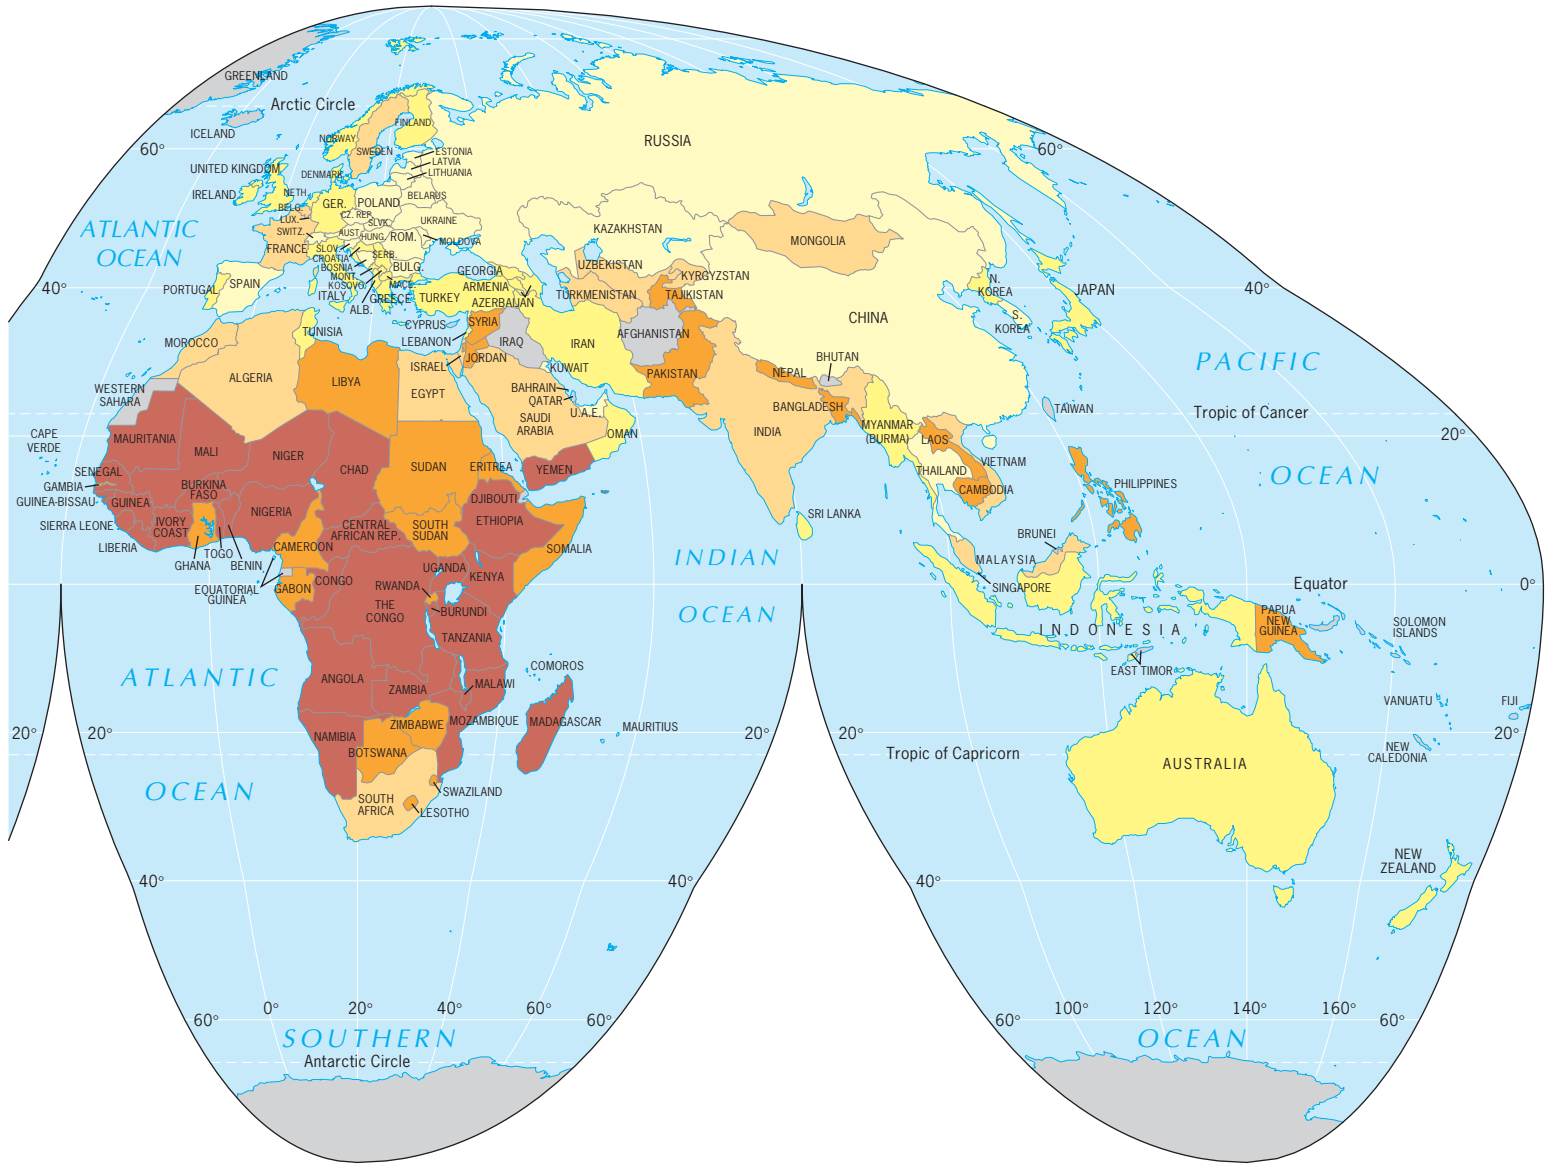 GREENLAND
Arctic Circle
ICELAND
60°
60°
NORWAY
FINLAND
SWEDEN
RUSSIA
ESTONIA
LATVIA
LITHUANIA
UNITED KINGDOM
DENMARK
IRELAND
NETH.
BELG.
LUX.
GER.
POLAND
BELARUS
CZ. REP.
SLVK.
UKRAINE
SWITZ.
AUST.
HUNG.
ROM.
MOLDOVA
FRANCE
SLOV.
CROATIA
BOSNIA
SERB.
MONT.
KOSOVO
BULG.
MACE.
ITALY
ALB.
GREECE
PORTUGAL
SPAIN
ATLANTIC
OCEAN
40°
40°
KAZAKHSTAN
MONGOLIA
UZBEKISTAN
KYRGYZSTAN
TURKMENISTAN
TAJIKISTAN
GEORGIA
ARMENIA
AZERBAIJAN
TURKEY
CYPRUS
LEBANON
SYRIA
IRAQ
IRAN
AFGHANISTAN
CHINA
N.
KOREA
S.
KOREA
JAPAN
PACIFIC
OCEAN
TUNISIA
MOROCCO
ALGERIA
LIBYA
ISRAEL
JORDAN
EGYPT
KUWAIT
BAHRAIN
QATAR
U.A.E.
SAUDI
ARABIA
OMAN
YEMEN
PAKISTAN
NEPAL
BHUTAN
BANGLADESH
INDIA
MYANMAR
(BURMA)
LAOS
THAILAND
VIETNAM
CAMBODIA
TAIWAN
Tropic of Cancer
20°
PHILIPPINES
WESTERN
SAHARA
CAPE
VERDE
MAURITANIA
MALI
NIGER
CHAD
SUDAN
ERITREA
SENEGAL
GAMBIA
GUINEA-BISSAU
GUINEA
SIERRA LEONE
LIBERIA
BURKINA
FASO
IVORY
COAST
GHANA
TOGO
BENIN
NIGERIA
CENTRAL
AFRICAN REP.
SOUTH
SUDAN
DJIBOUTI
ETHIOPIA
SOMALIA
CAMEROON
EQUATORIAL
GUINEA
GABON
CONGO
UGANDA
KENYA
RWANDA
BURUNDI
THE
CONGO
TANZANIA
SRI LANKA
BRUNEI
MALAYSIA
SINGAPORE
INDIAN
OCEAN
Equator
0°
INDONESIA
PAPUA
NEW
GUINEA
SOLOMON
ISLANDS
EAST TIMOR
COMOROS
ATLANTIC
OCEAN
ANGOLA
ZAMBIA
MALAWI
MOZAMBIQUE
MADAGASCAR
MAURITIUS
ZIMBABWE
NAMIBIA
BOTSWANA
SOUTH
AFRICA
SWAZILAND
LESOTHO
VANUATU
FIJI
NEW
CALEDONIA
20°
20°
20°
20°
20°
Tropic of Capricorn
AUSTRALIA
NEW
ZEALAND
40°
40°
40°
60°
0°
20°
40°
60°
60°
60°
100°
120°
140°
160°
60°
SOUTHERN
OCEAN
Antarctic Circle